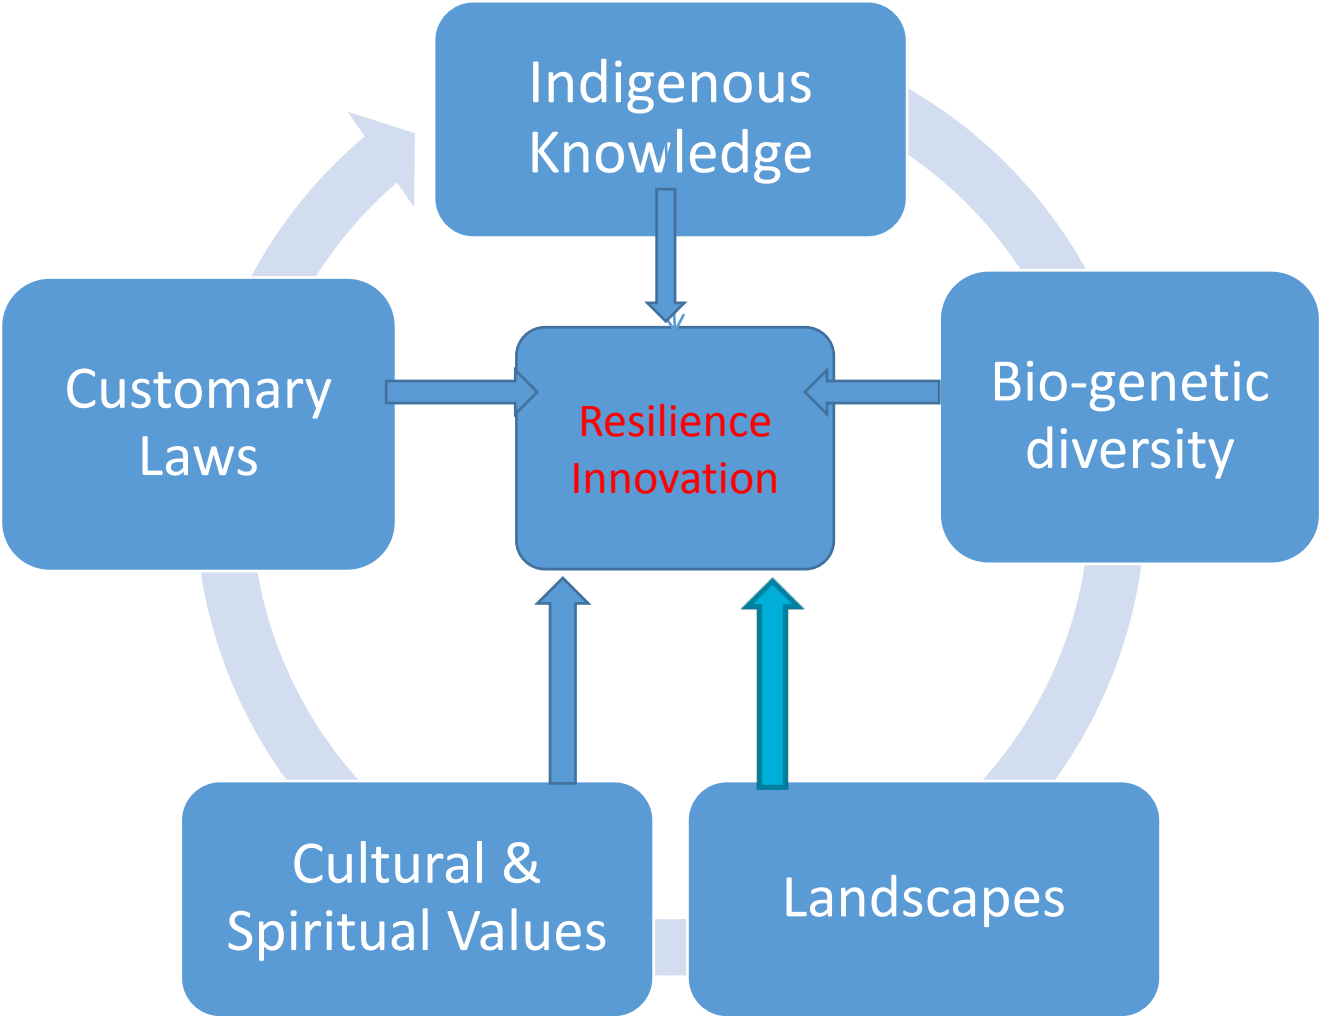 Indigenous
Knowledge
Customary
Laws
Resilience
Innovation
Bio-genetic
diversity
Cultural &
Spiritual Values
Landscapes